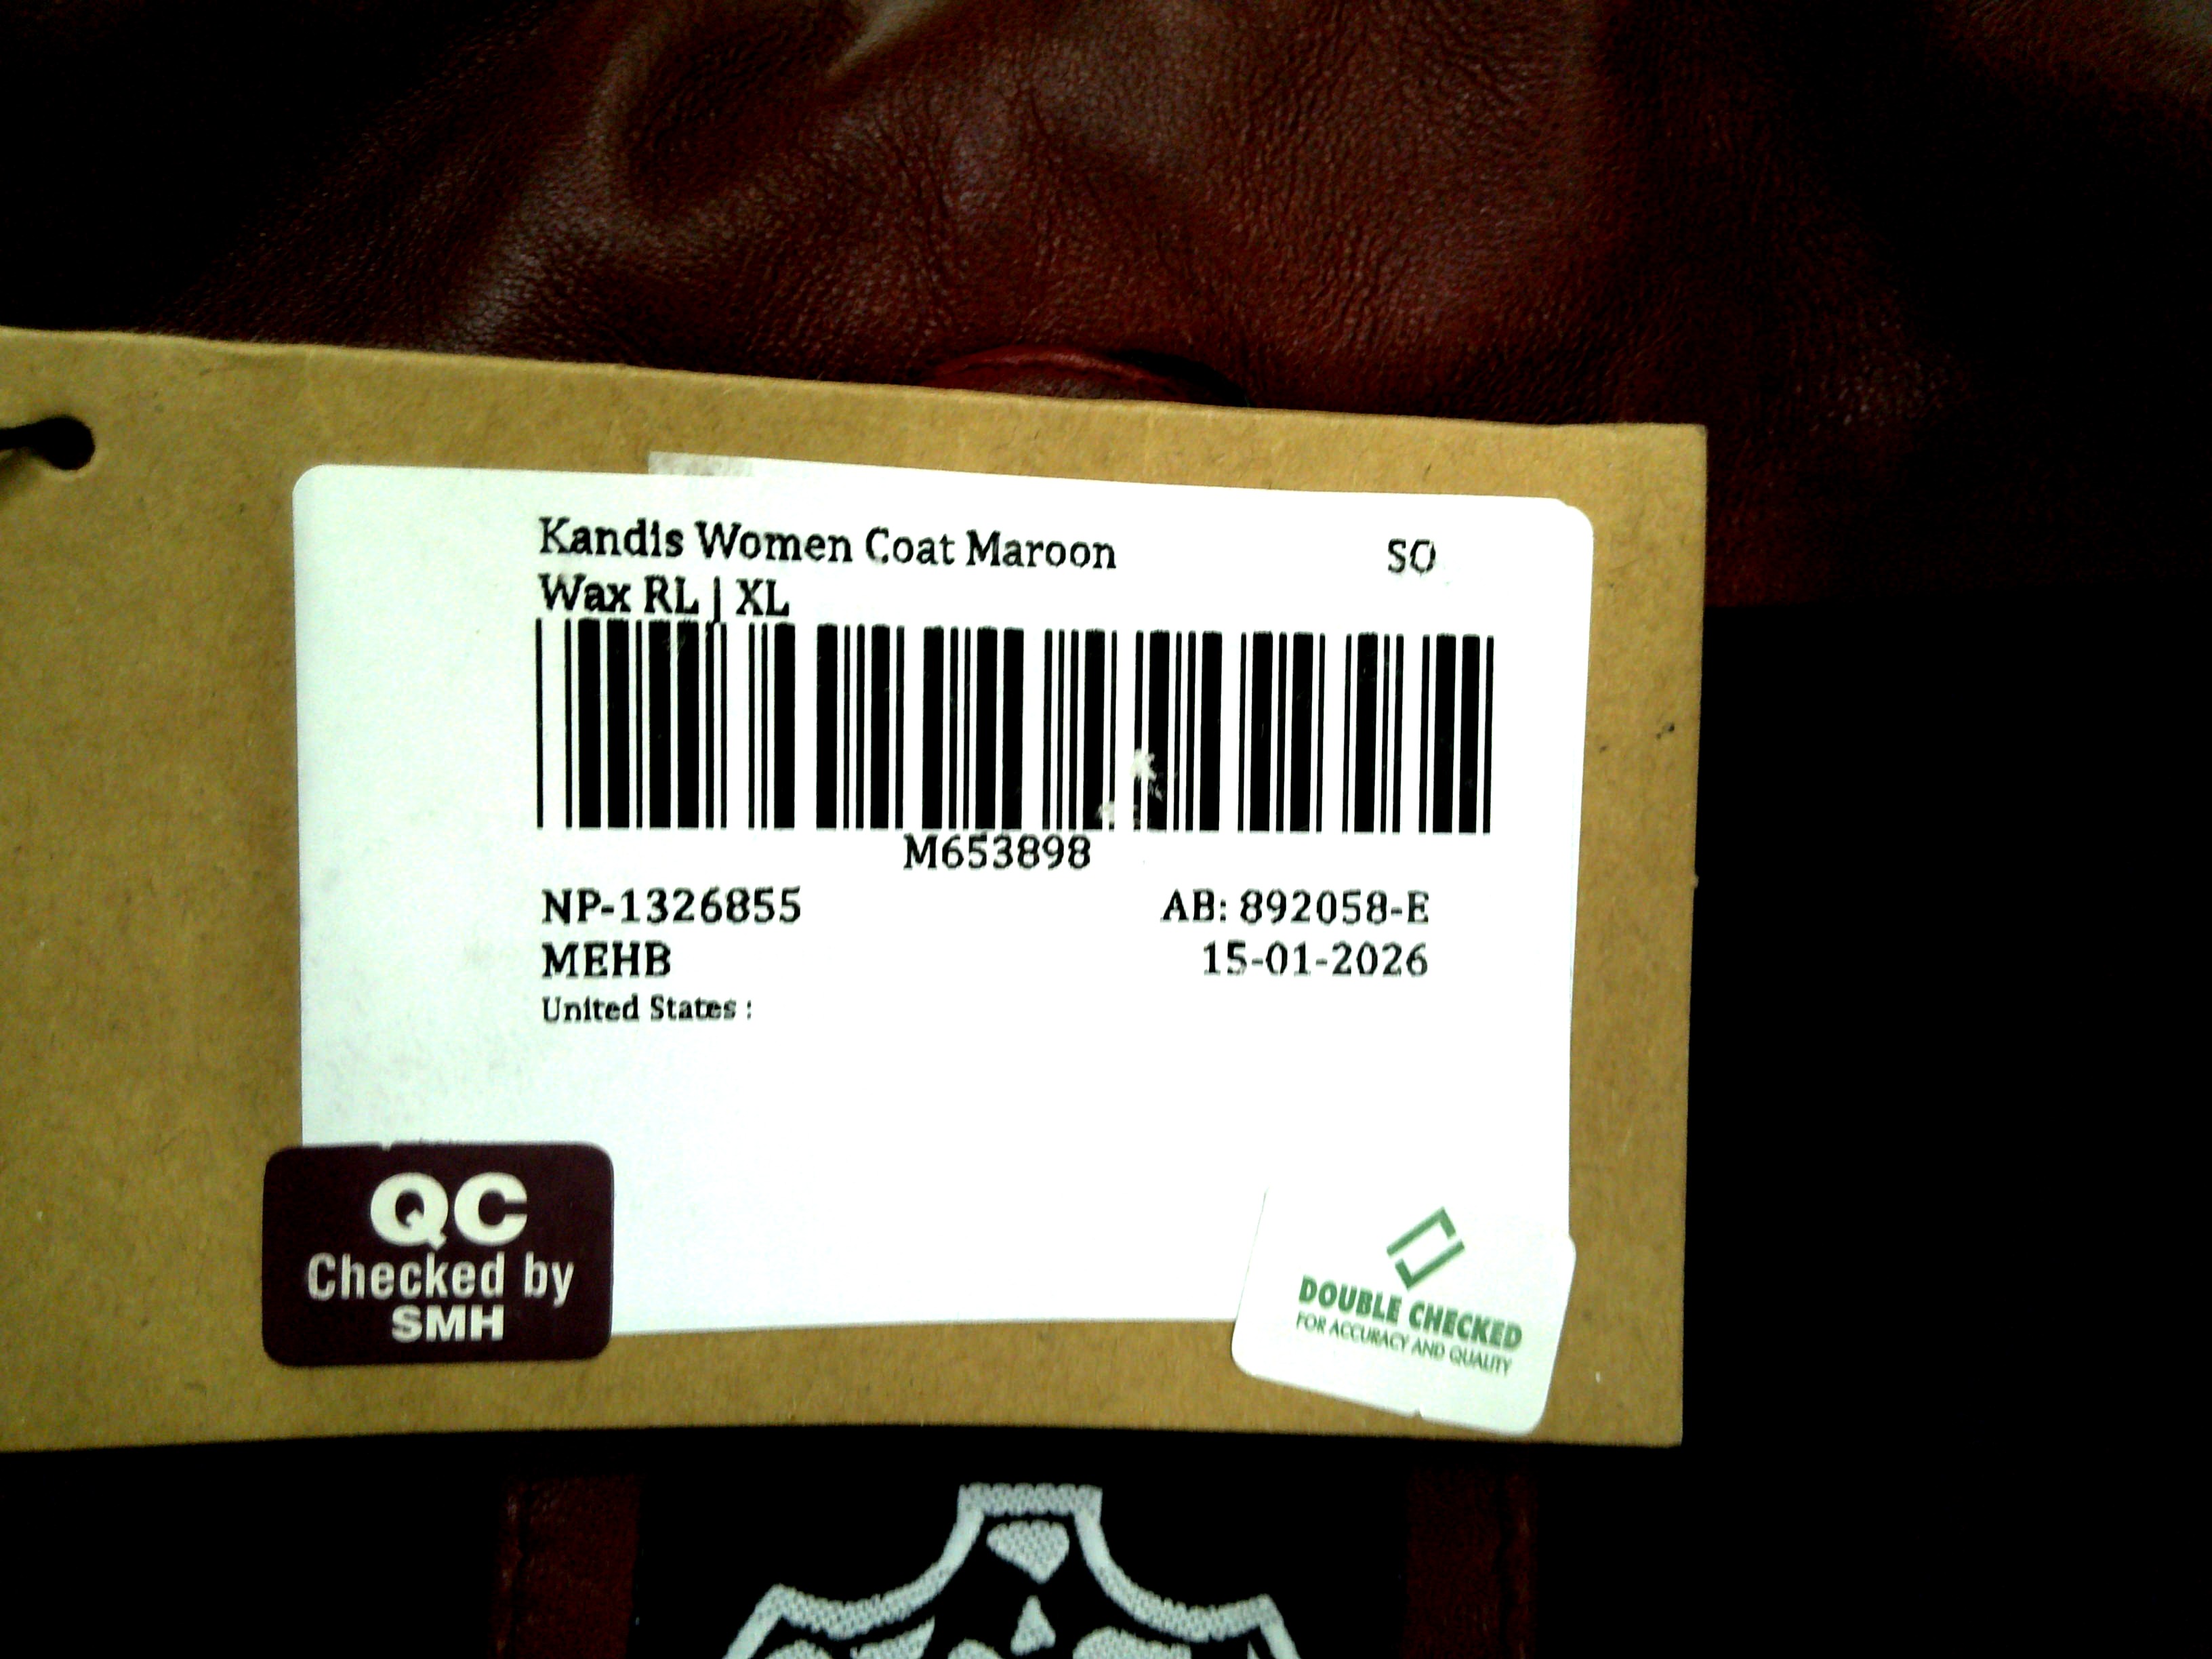 Kandis Women Coat Maroon SO
Wax RL | XL
M653898
NP-1326855 AB: 892058-E
MEHB 15-01-2026
United States :
QC
Checked by
SMH
DOUBLE CHECKED
FOR ACCURACY AND QUALITY